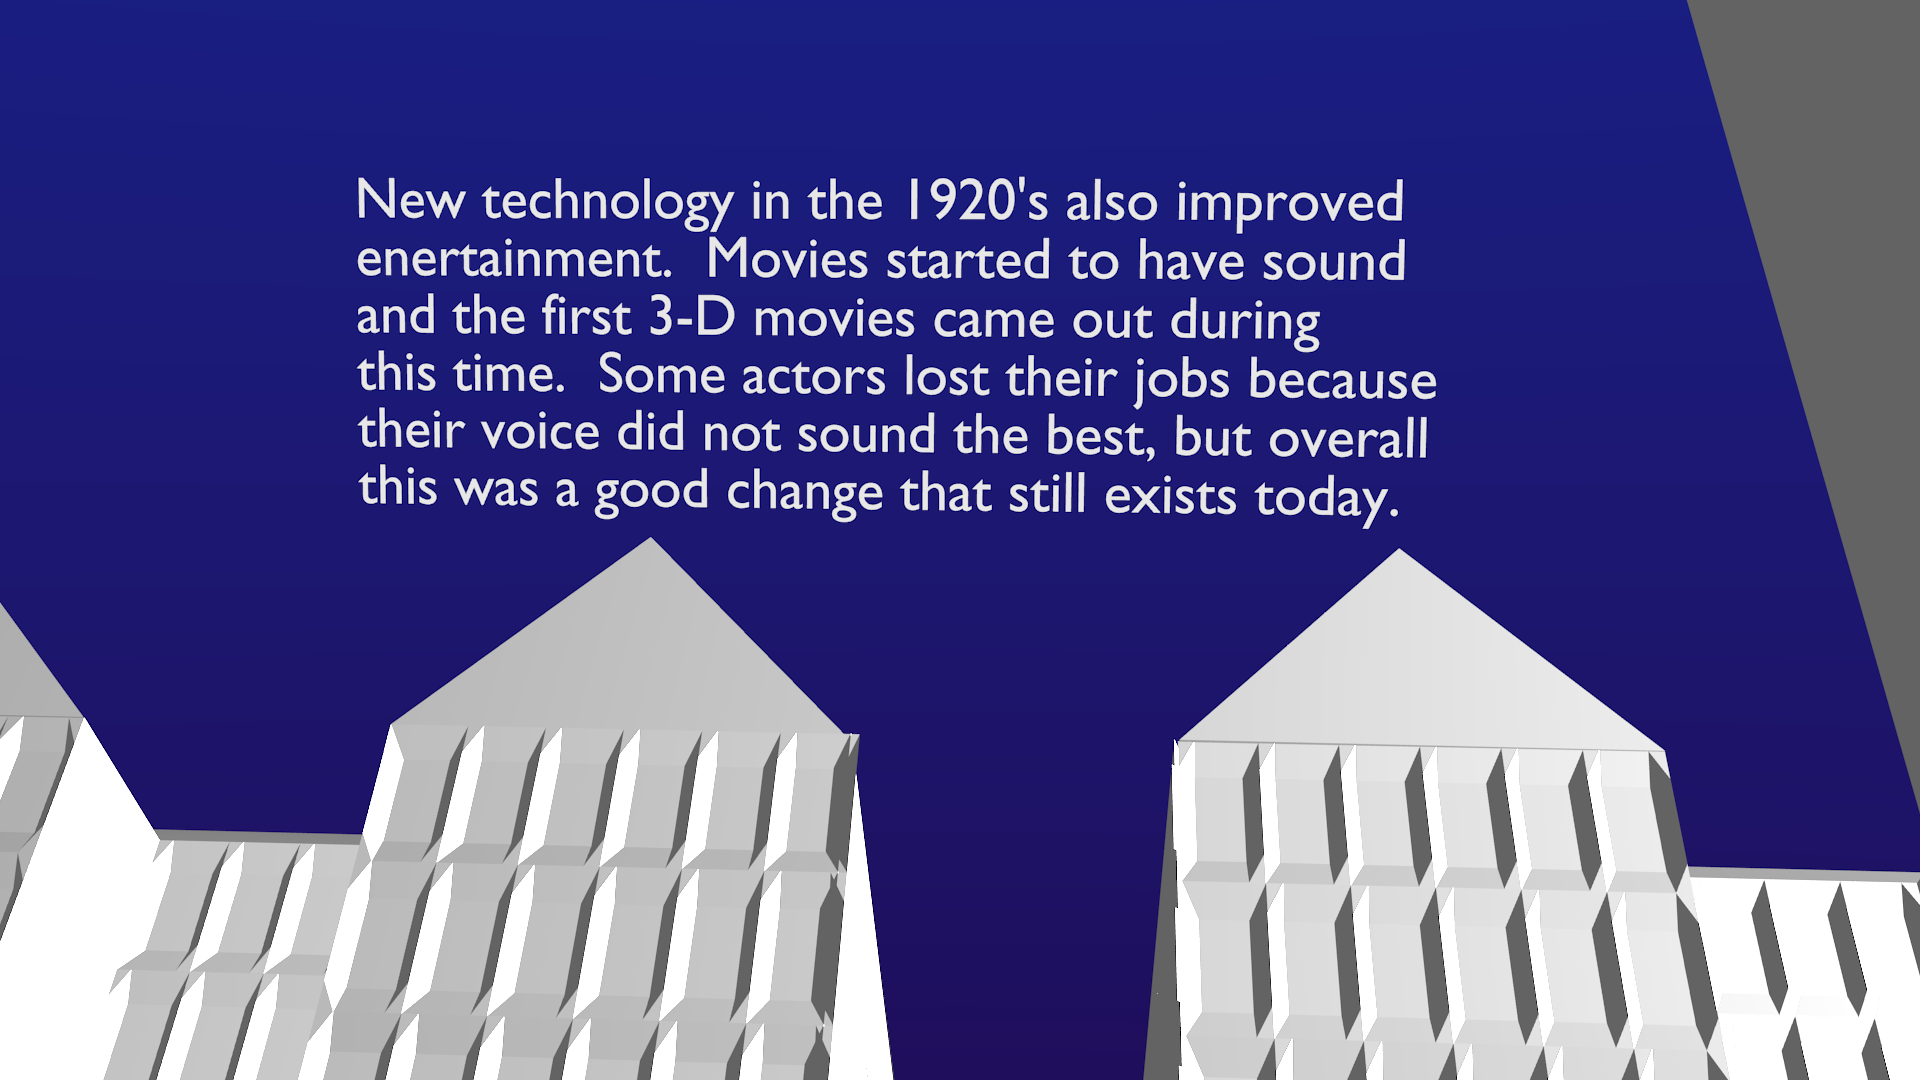 New technology in the 1920's also improved
enertainment.  Movies started to have sound
and the first 3-D movies came out during
this time.  Some actors lost their jobs because
their voice did not sound the best, but overall
this was a good change that still exists today.